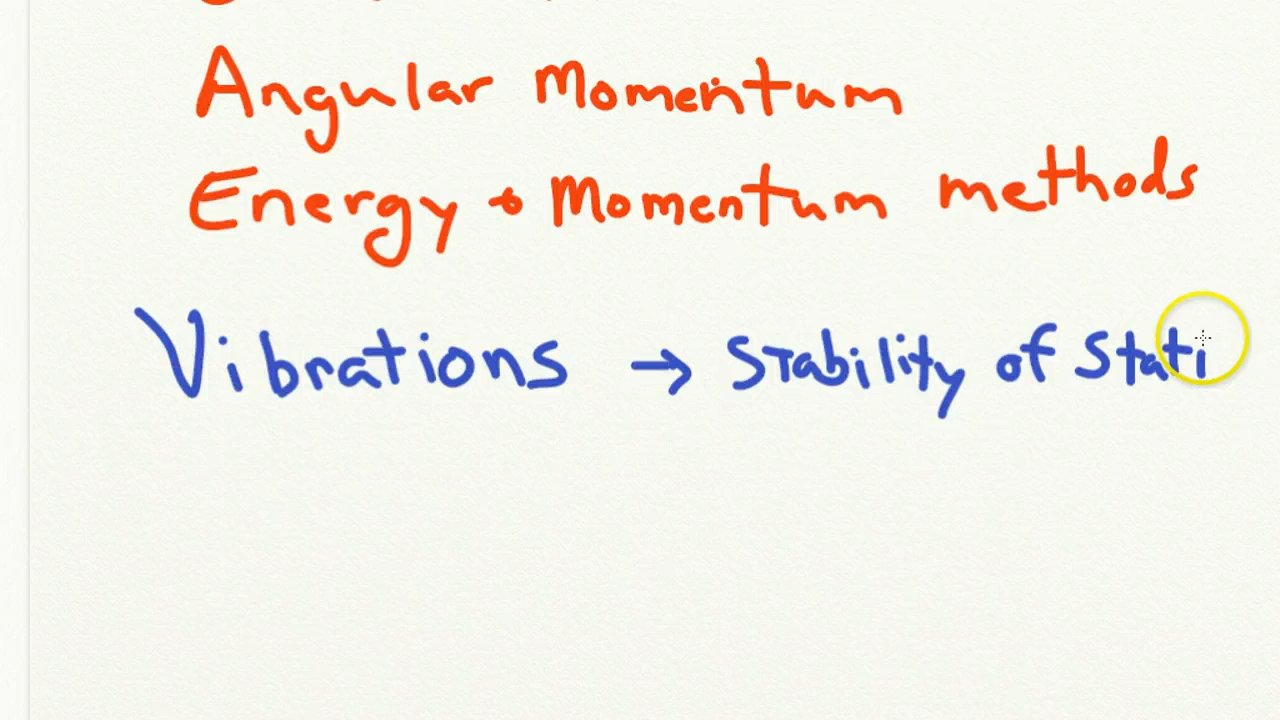 Angular Momentum
Energy + Momentum methods
Vibrations → Stability of Stati